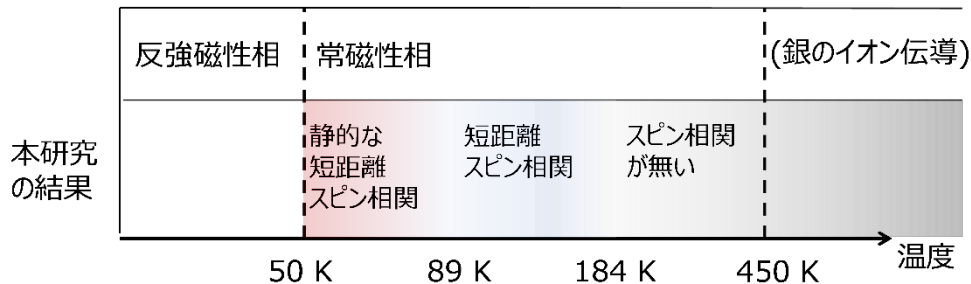 反強磁性相
常磁性相
(銀のイオン伝導)
本研究
の結果
静的な
短距離
スピン相関
短距離
スピン相関
スピン相関
が無い
50 K
89 K
184 K
450 K
温度